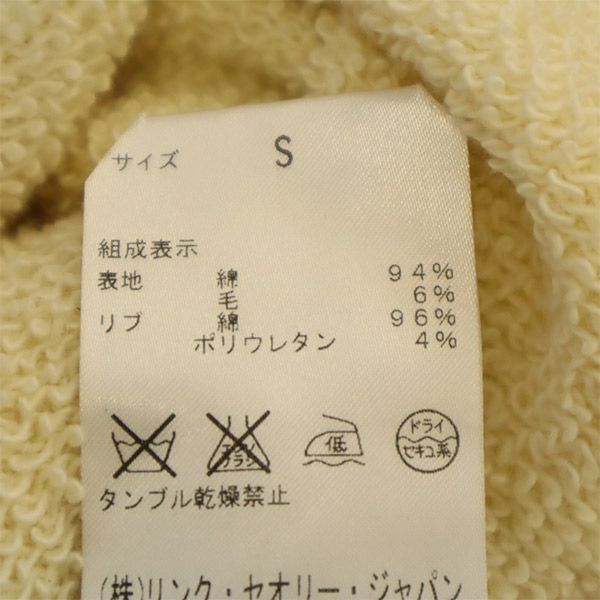 サイズ S
組成表示
表地 綿 94%
毛 6%
リブ 綿 96%
ポリウレタン 4%
低 ドライ
セキユ系
タンブル乾燥禁止
(株)リンク・セオリー・ジャパン